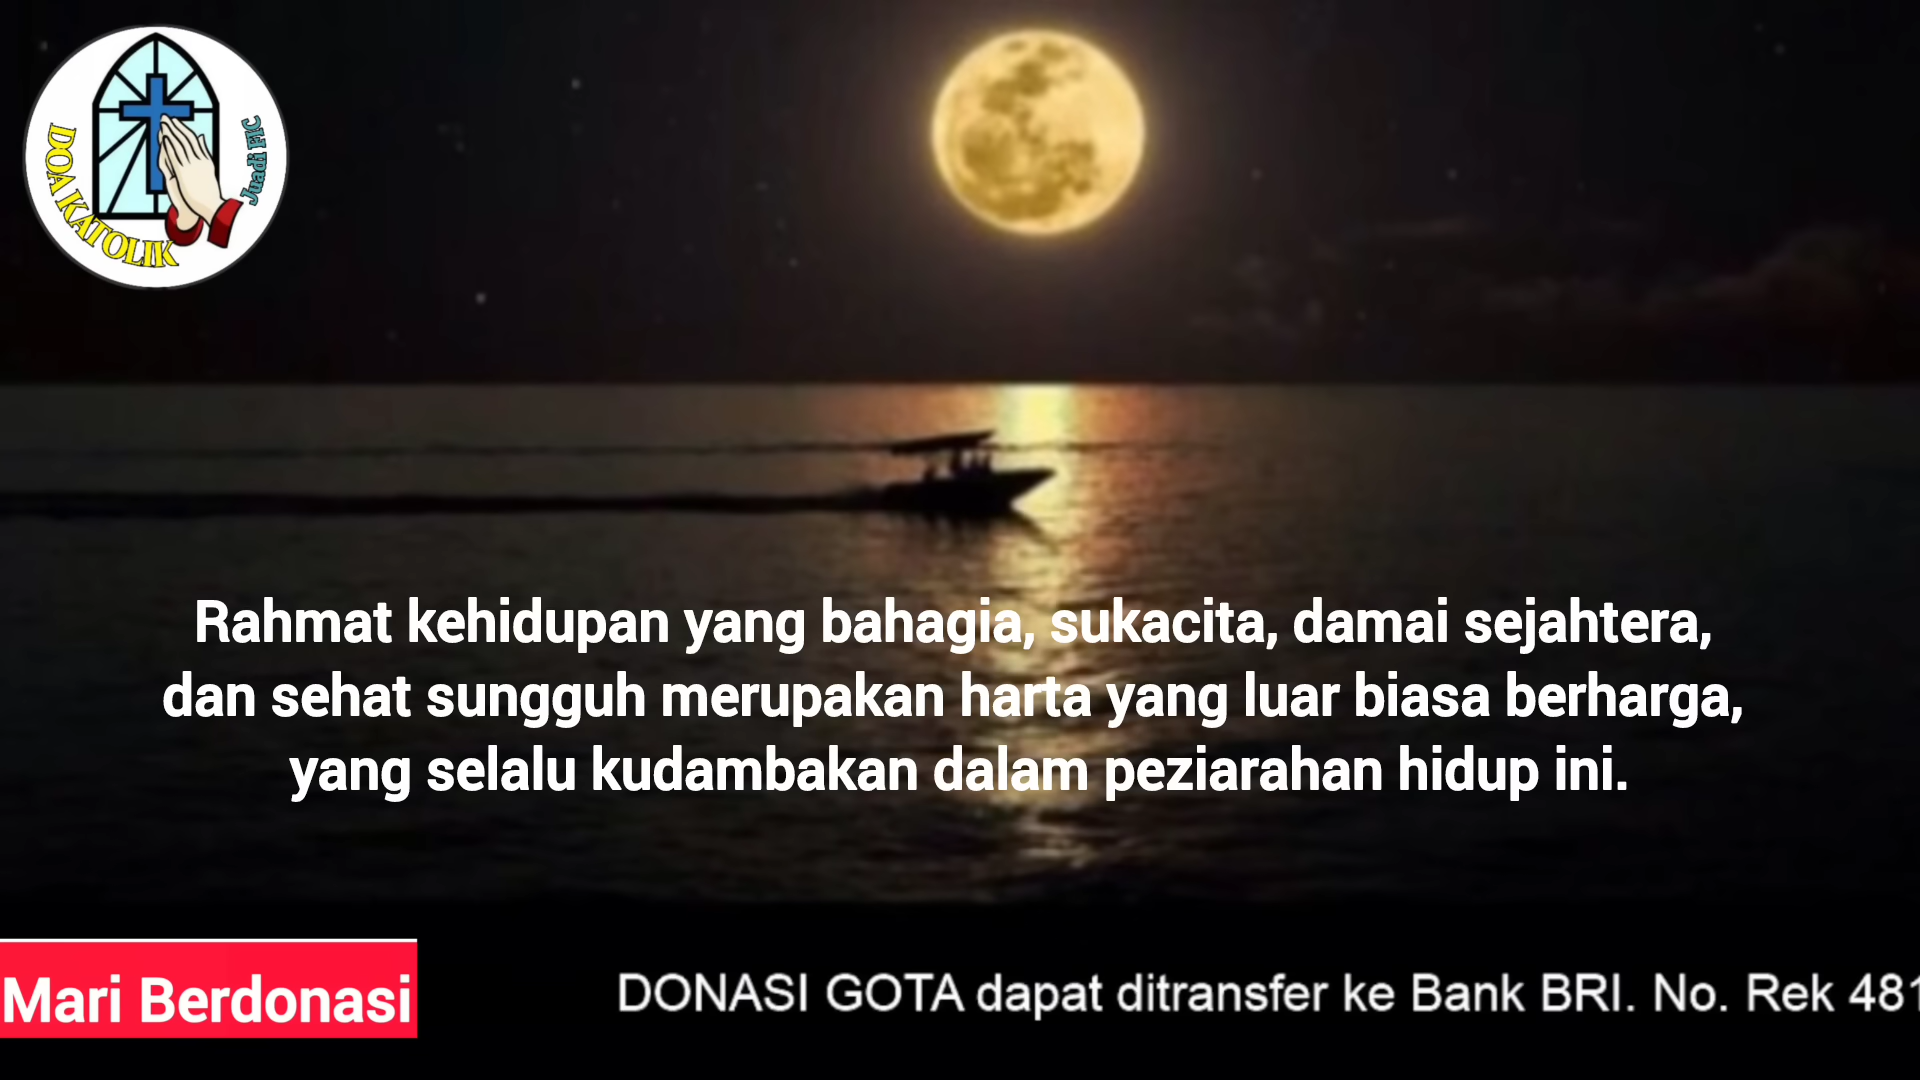 DOA KATOLIK
Juadi FIC
Rahmat kehidupan yang bahagia, sukacita, damai sejahtera,
dan sehat sungguh merupakan harta yang luar biasa berharga,
yang selalu kudambakan dalam peziarahan hidup ini.
Mari Berdonasi
DONASI GOTA dapat ditransfer ke Bank BRI. No. Rek 481